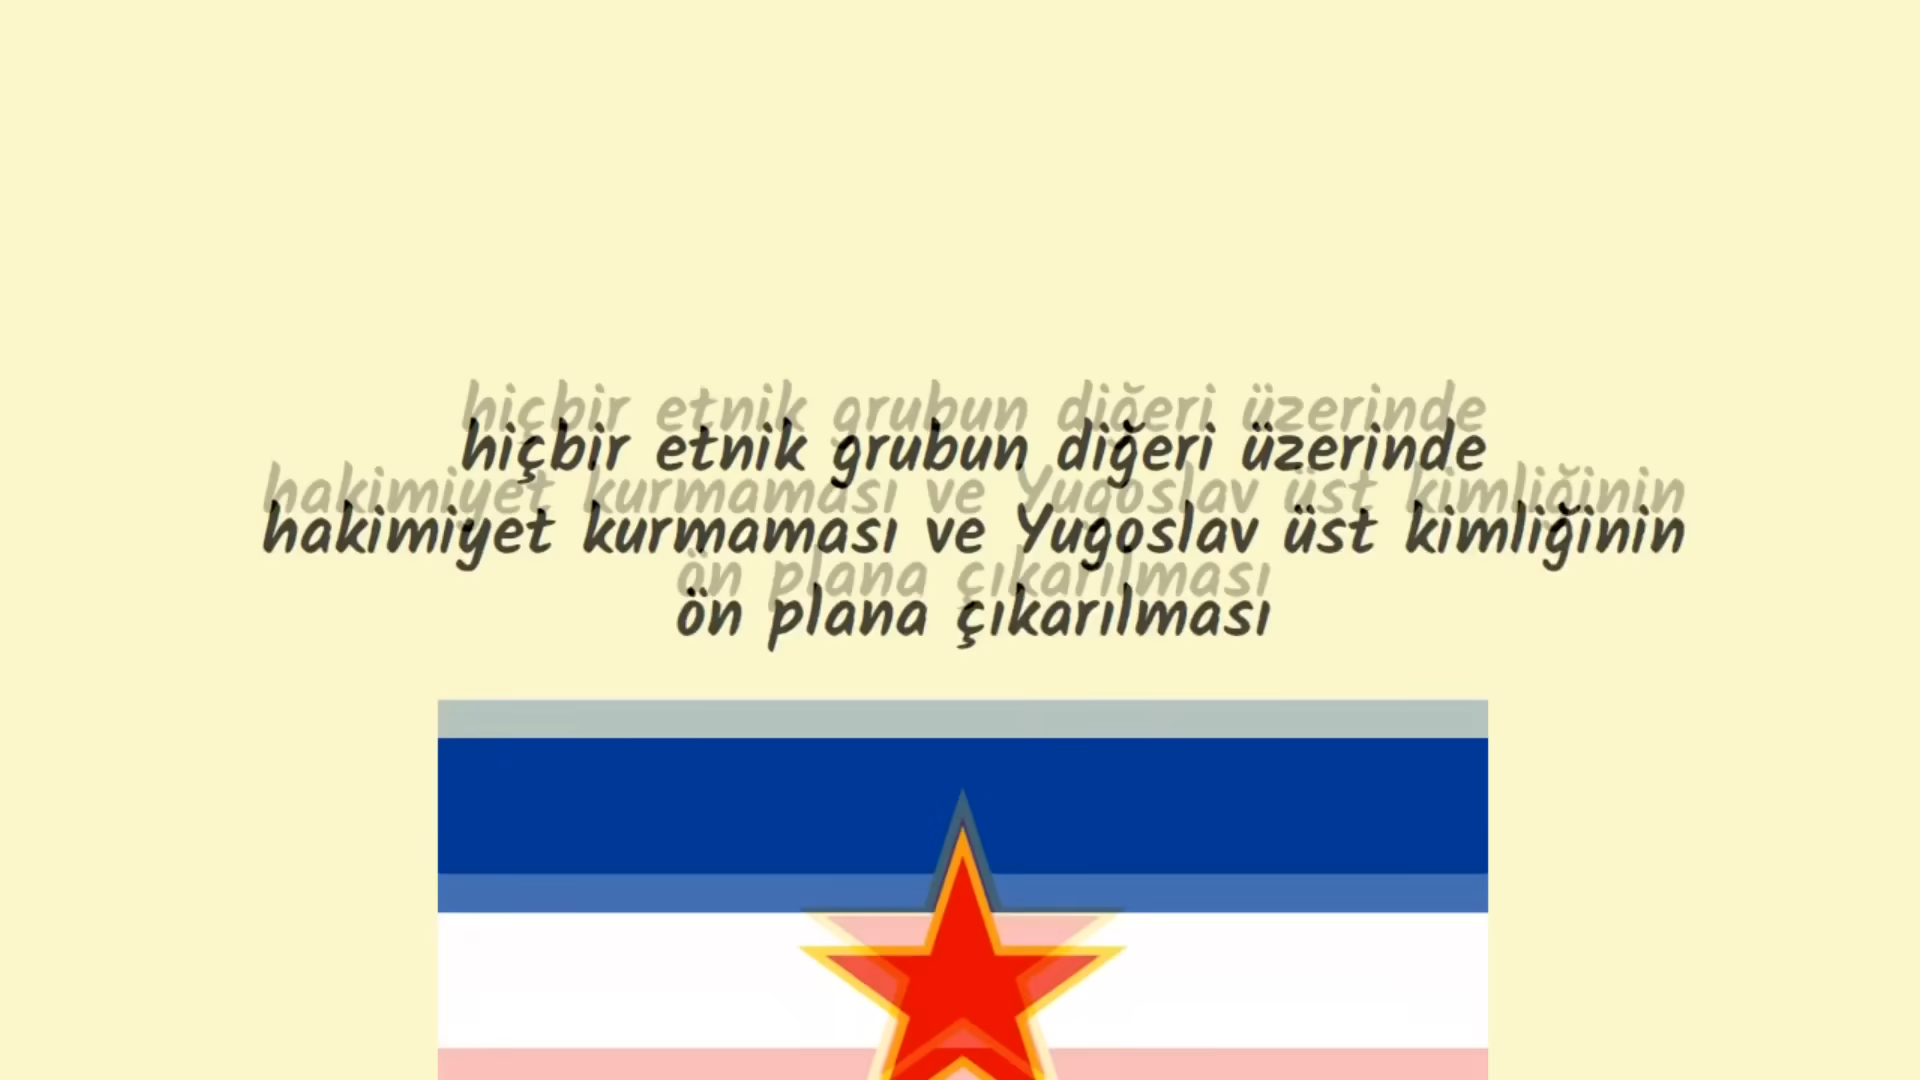 hiçbir etnik grubun diğeri üzerinde
hakimiyet kurmaması ve Yugoslav üst kimliğinin
ön plana çıkarılması